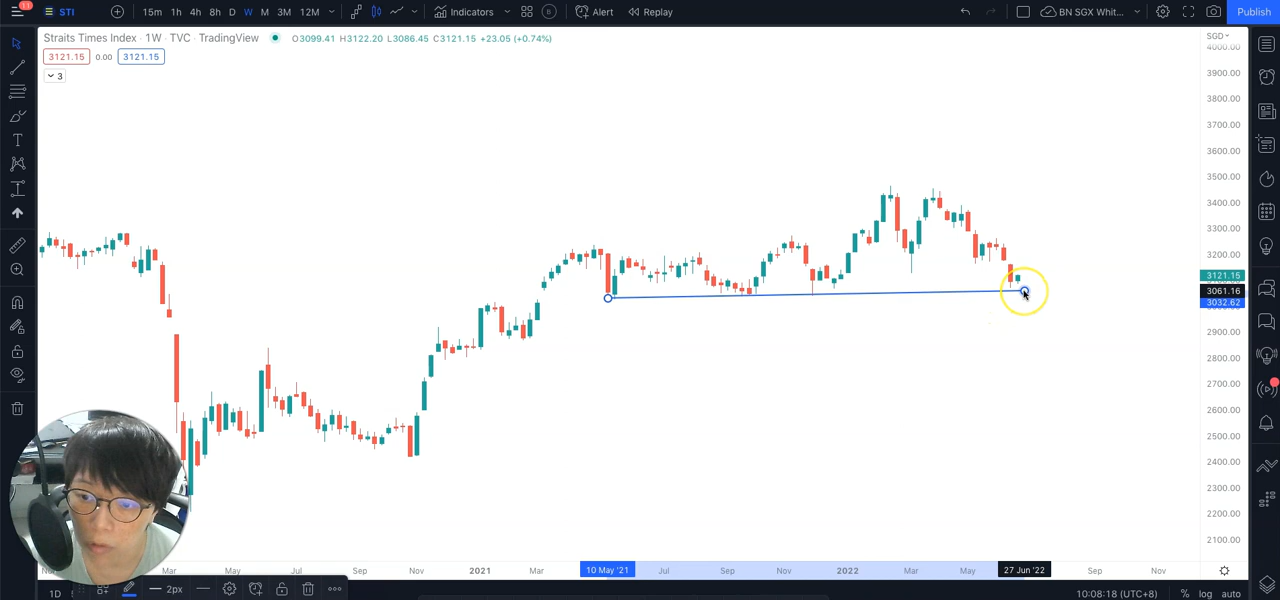 11
STI
15m 1h 4h 8h D W M 3M 12M
Indicators
B
Alert
Replay
BN SGX Whit...
Publish
Straits Times Index · 1W · TVC · TradingView
O3099.41 H3122.20 L3086.45 C3121.15 +23.05 (+0.74%)
3121.15 0.00 3121.15
3
SGD
4000.00
3900.00
3800.00
3700.00
3600.00
3500.00
3400.00
3300.00
3200.00
3121.15
3061.16
3032.62
2900.00
2800.00
2700.00
2600.00
2500.00
2400.00
2300.00
2200.00
2100.00
Mar May Jul Sep Nov 2021 Mar 10 May '21 Jul Sep Nov 2022 Mar May 27 Jun '22 Sep Nov
2px
1D
10:08:18 (UTC+8)
% log auto